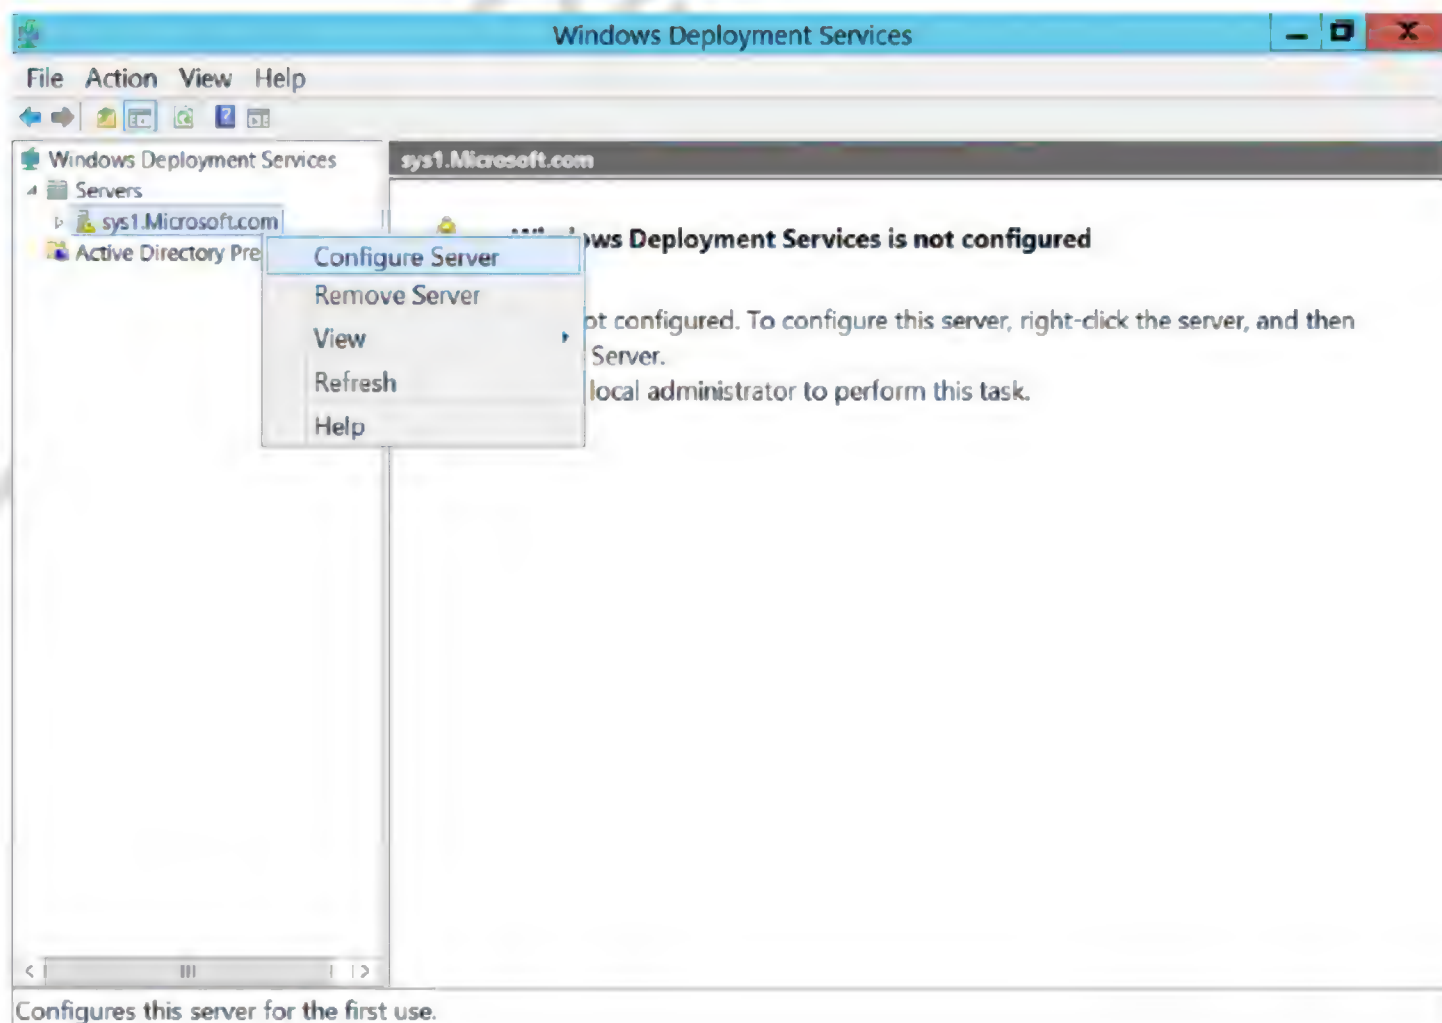 Windows Deployment Services
File Action View Help
Windows Deployment Services
Servers
sys1.Microsoft.com
Active Directory Pre
sys1.Microsoft.com
ows Deployment Services is not configured
ot configured. To configure this server, right-click the server, and then
Server.
local administrator to perform this task.
Configure Server
Remove Server
View
Refresh
Help
Configures this server for the first use.